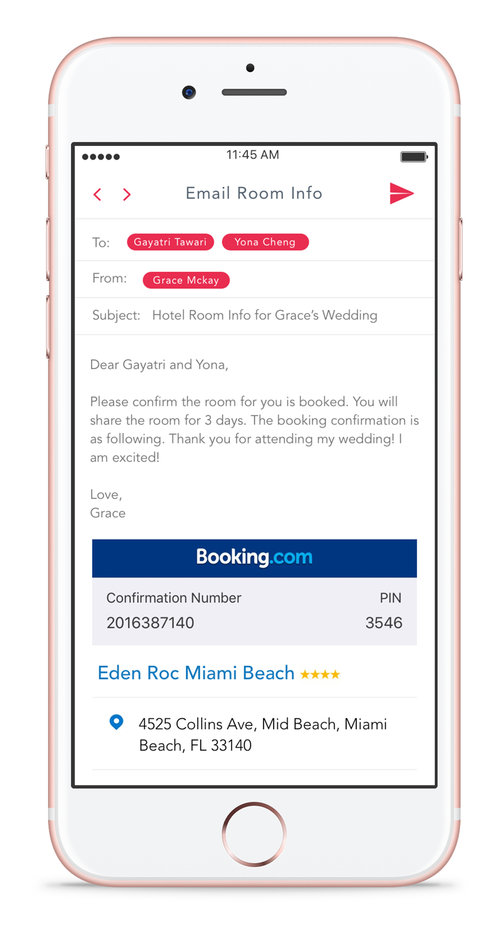 11:45 AM
Email Room Info
To: Gayatri Tawari Yona Cheng
From: Grace Mckay
Subject: Hotel Room Info for Grace's Wedding
Dear Gayatri and Yona,
Please confirm the room for you is booked. You will
share the room for 3 days. The booking confirmation is
as following. Thank you for attending my wedding! I
am excited!
Love,
Grace
Booking.com
Confirmation Number PIN
2016387140 3546
Eden Roc Miami Beach
4525 Collins Ave, Mid Beach, Miami
Beach, FL 33140